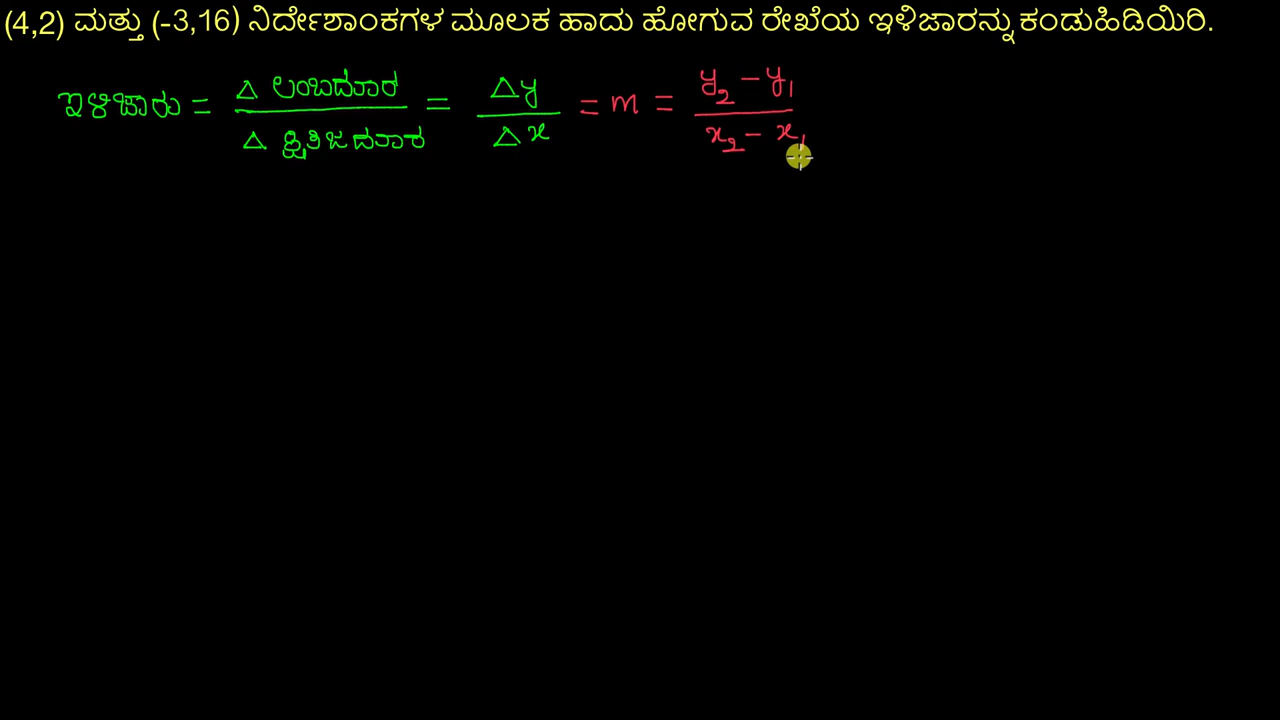 (4,2) ಮತ್ತು (-3,16) ನಿರ್ದೇಶಾಂಕಗಳ ಮೂಲಕ ಹಾದು ಹೋಗುವ ರೇಖೆಯ ಇಳಿಜಾರನ್ನು ಕಂಡುಹಿಡಿಯಿರಿ.
ಇಳಿಜಾರು = Δ ಲಂಬದೂರ / Δ ಕ್ಷಿತಿಜದೂರ = Δy / Δx = m = y₂ - y₁ / x₂ - x₁